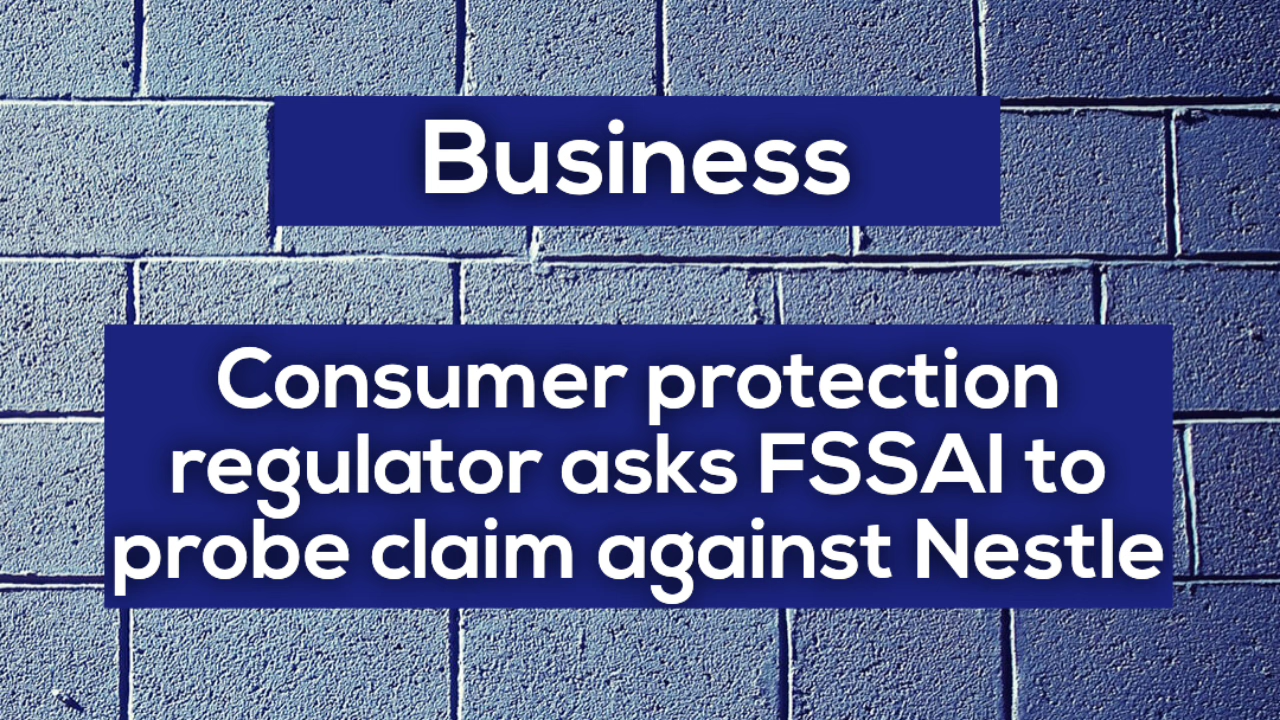 Business
Consumer protection
regulator asks FSSAI to
probe claim against Nestle